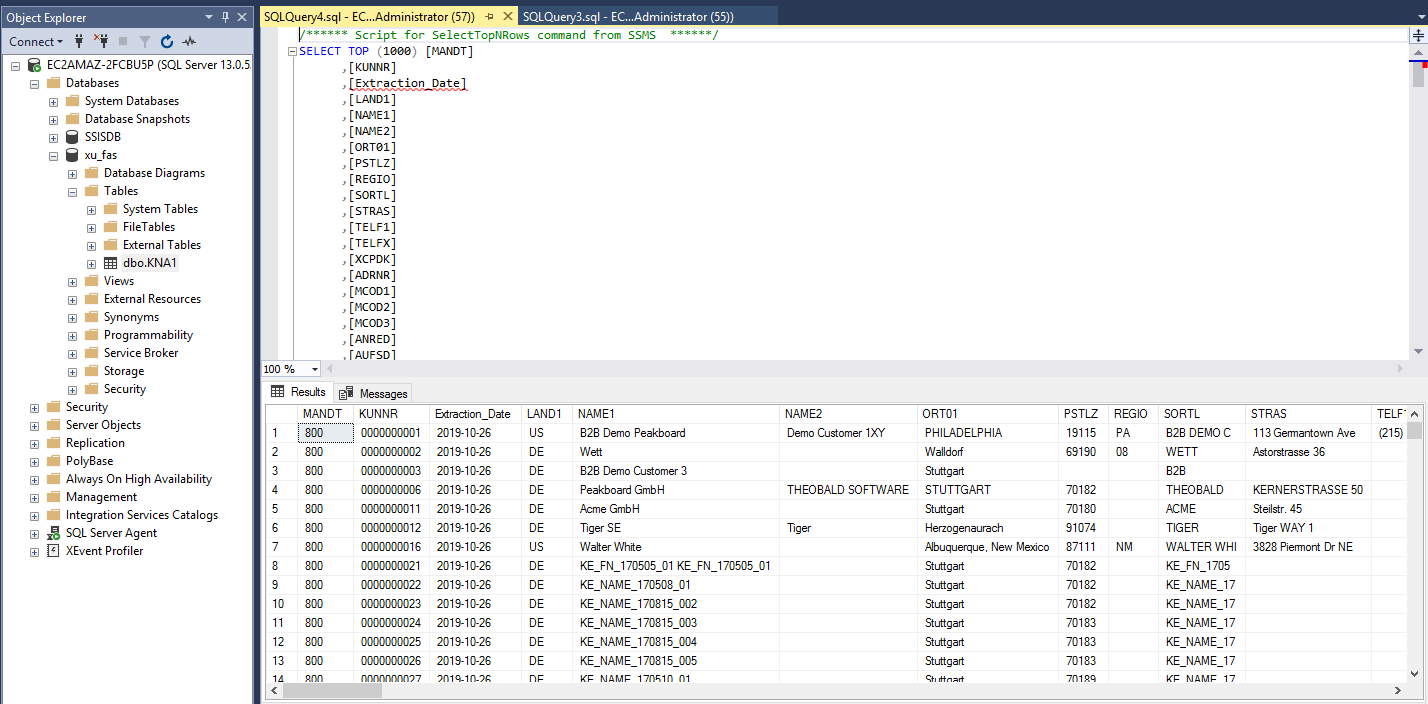 Object Explorer
Connect
EC2AMAZ-2FCBU5P (SQL Server 13.0.5
Databases
System Databases
Database Snapshots
SSISDB
xu_fas
Database Diagrams
Tables
System Tables
FileTables
External Tables
dbo.KNA1
Views
External Resources
Synonyms
Programmability
Service Broker
Storage
Security
Security
Server Objects
Replication
PolyBase
Always On High Availability
Management
Integration Services Catalogs
SQL Server Agent
XEvent Profiler
SQLQuery4.sql - EC...Administrator (57)) SQLQuery3.sql - EC...Administrator (55))
/****** Script for SelectTopNRows command from SSMS ******/
SELECT TOP (1000) [MANDT]
,[KUNNR]
,[Extraction_Date]
,[LAND1]
,[NAME1]
,[NAME2]
,[ORT01]
,[PSTLZ]
,[REGIO]
,[SORTL]
,[STRAS]
,[TELF1]
,[TELFX]
,[XCPDK]
,[ADRNR]
,[MCOD1]
,[MCOD2]
,[MCOD3]
,[ANRED]
,[AUFSD]
100 %
Results Messages
MANDT KUNNR Extraction_Date LAND1 NAME1 NAME2 ORT01 PSTLZ REGIO SORTL STRAS TELF1
1 800 0000000001 2019-10-26 US B2B Demo Peakboard Demo Customer 1XY PHILADELPHIA 19115 PA B2B DEMO C 113 Germantown Ave (215)
2 800 0000000002 2019-10-26 DE Wett Walldorf 69190 08 WETT Astorstrasse 36
3 800 0000000003 2019-10-26 DE B2B Demo Customer 3 Stuttgart B2B
4 800 0000000006 2019-10-26 DE Peakboard GmbH THEOBALD SOFTWARE STUTTGART 70182 THEOBALD KERNERSTRASSE 50
5 800 0000000011 2019-10-26 DE Acme GmbH Stuttgart 70180 ACME Steilstr. 45
6 800 0000000012 2019-10-26 DE Tiger SE Tiger Herzogenaurach 91074 TIGER Tiger WAY 1
7 800 0000000016 2019-10-26 US Walter White Albuquerque, New Mexico 87111 NM WALTER WHI 3828 Piermont Dr NE
8 800 0000000021 2019-10-26 DE KE_FN_170505_01 KE_FN_170505_01 Stuttgart 70182 KE_FN_1705
9 800 0000000022 2019-10-26 DE KE_NAME_170508_01 Stuttgart 70182 KE_NAME_17
10 800 0000000023 2019-10-26 DE KE_NAME_170815_002 Stuttgart 70182 KE_NAME_17
11 800 0000000024 2019-10-26 DE KE_NAME_170815_003 Stuttgart 70183 KE_NAME_17
12 800 0000000025 2019-10-26 DE KE_NAME_170815_004 Stuttgart 70183 KE_NAME_17
13 800 0000000026 2019-10-26 DE KE_NAME_170815_005 Stuttgart 70183 KE_NAME_17
14 800 0000000027 2019-10-26 DE KE_NAME_170510_01 Stuttgart 70189 KE_NAME_17